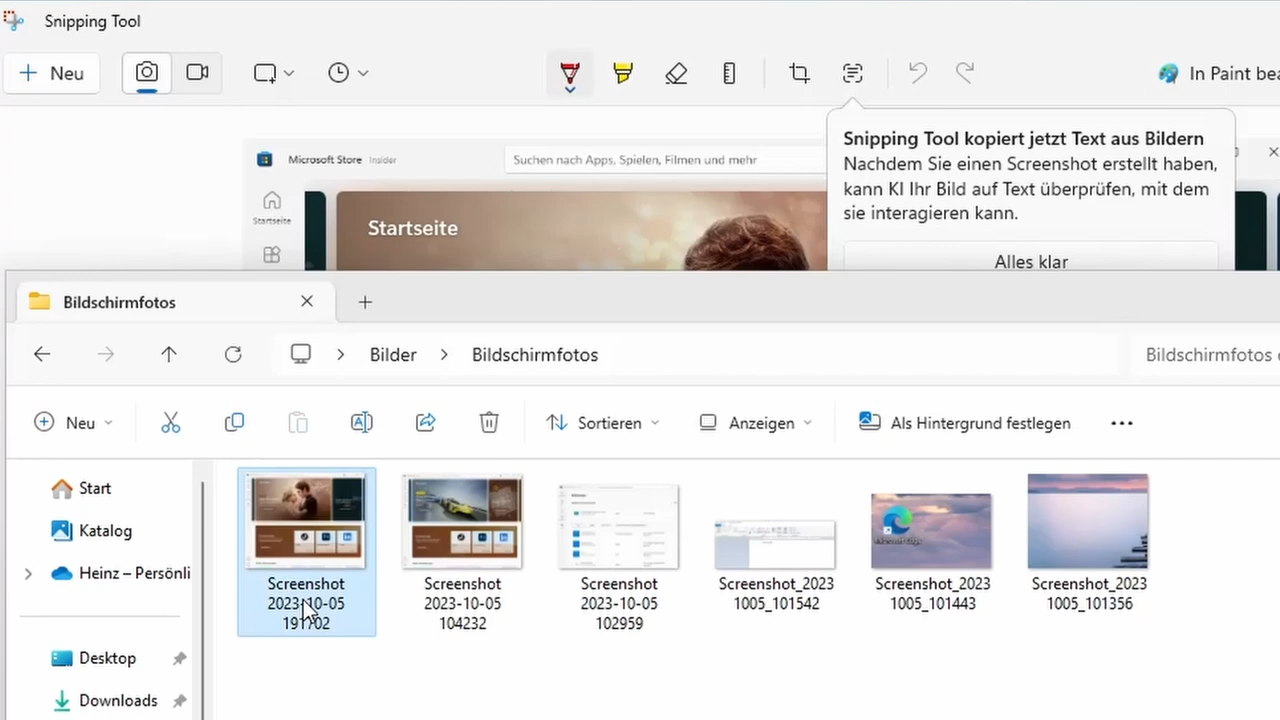 Snipping Tool
Neu
In Paint bea
Snipping Tool kopiert jetzt Text aus Bildern
Nachdem Sie einen Screenshot erstellt haben,
kann KI Ihr Bild auf Text überprüfen, mit dem
sie interagieren kann.
Alles klar
Microsoft Store Insider
Suchen nach Apps, Spielen, Filmen und mehr
Startseite
Startseite
Bildschirmfotos
Bilder
Bildschirmfotos
Bildschirmfotos
Neu
Sortieren
Anzeigen
Als Hintergrund festlegen
Start
Katalog
Heinz – Persönli
Desktop
Downloads
Screenshot
2023-10-05
191702
Screenshot
2023-10-05
104232
Screenshot
2023-10-05
102959
Screenshot_2023
1005_101542
Screenshot_2023
1005_101443
Screenshot_2023
1005_101356